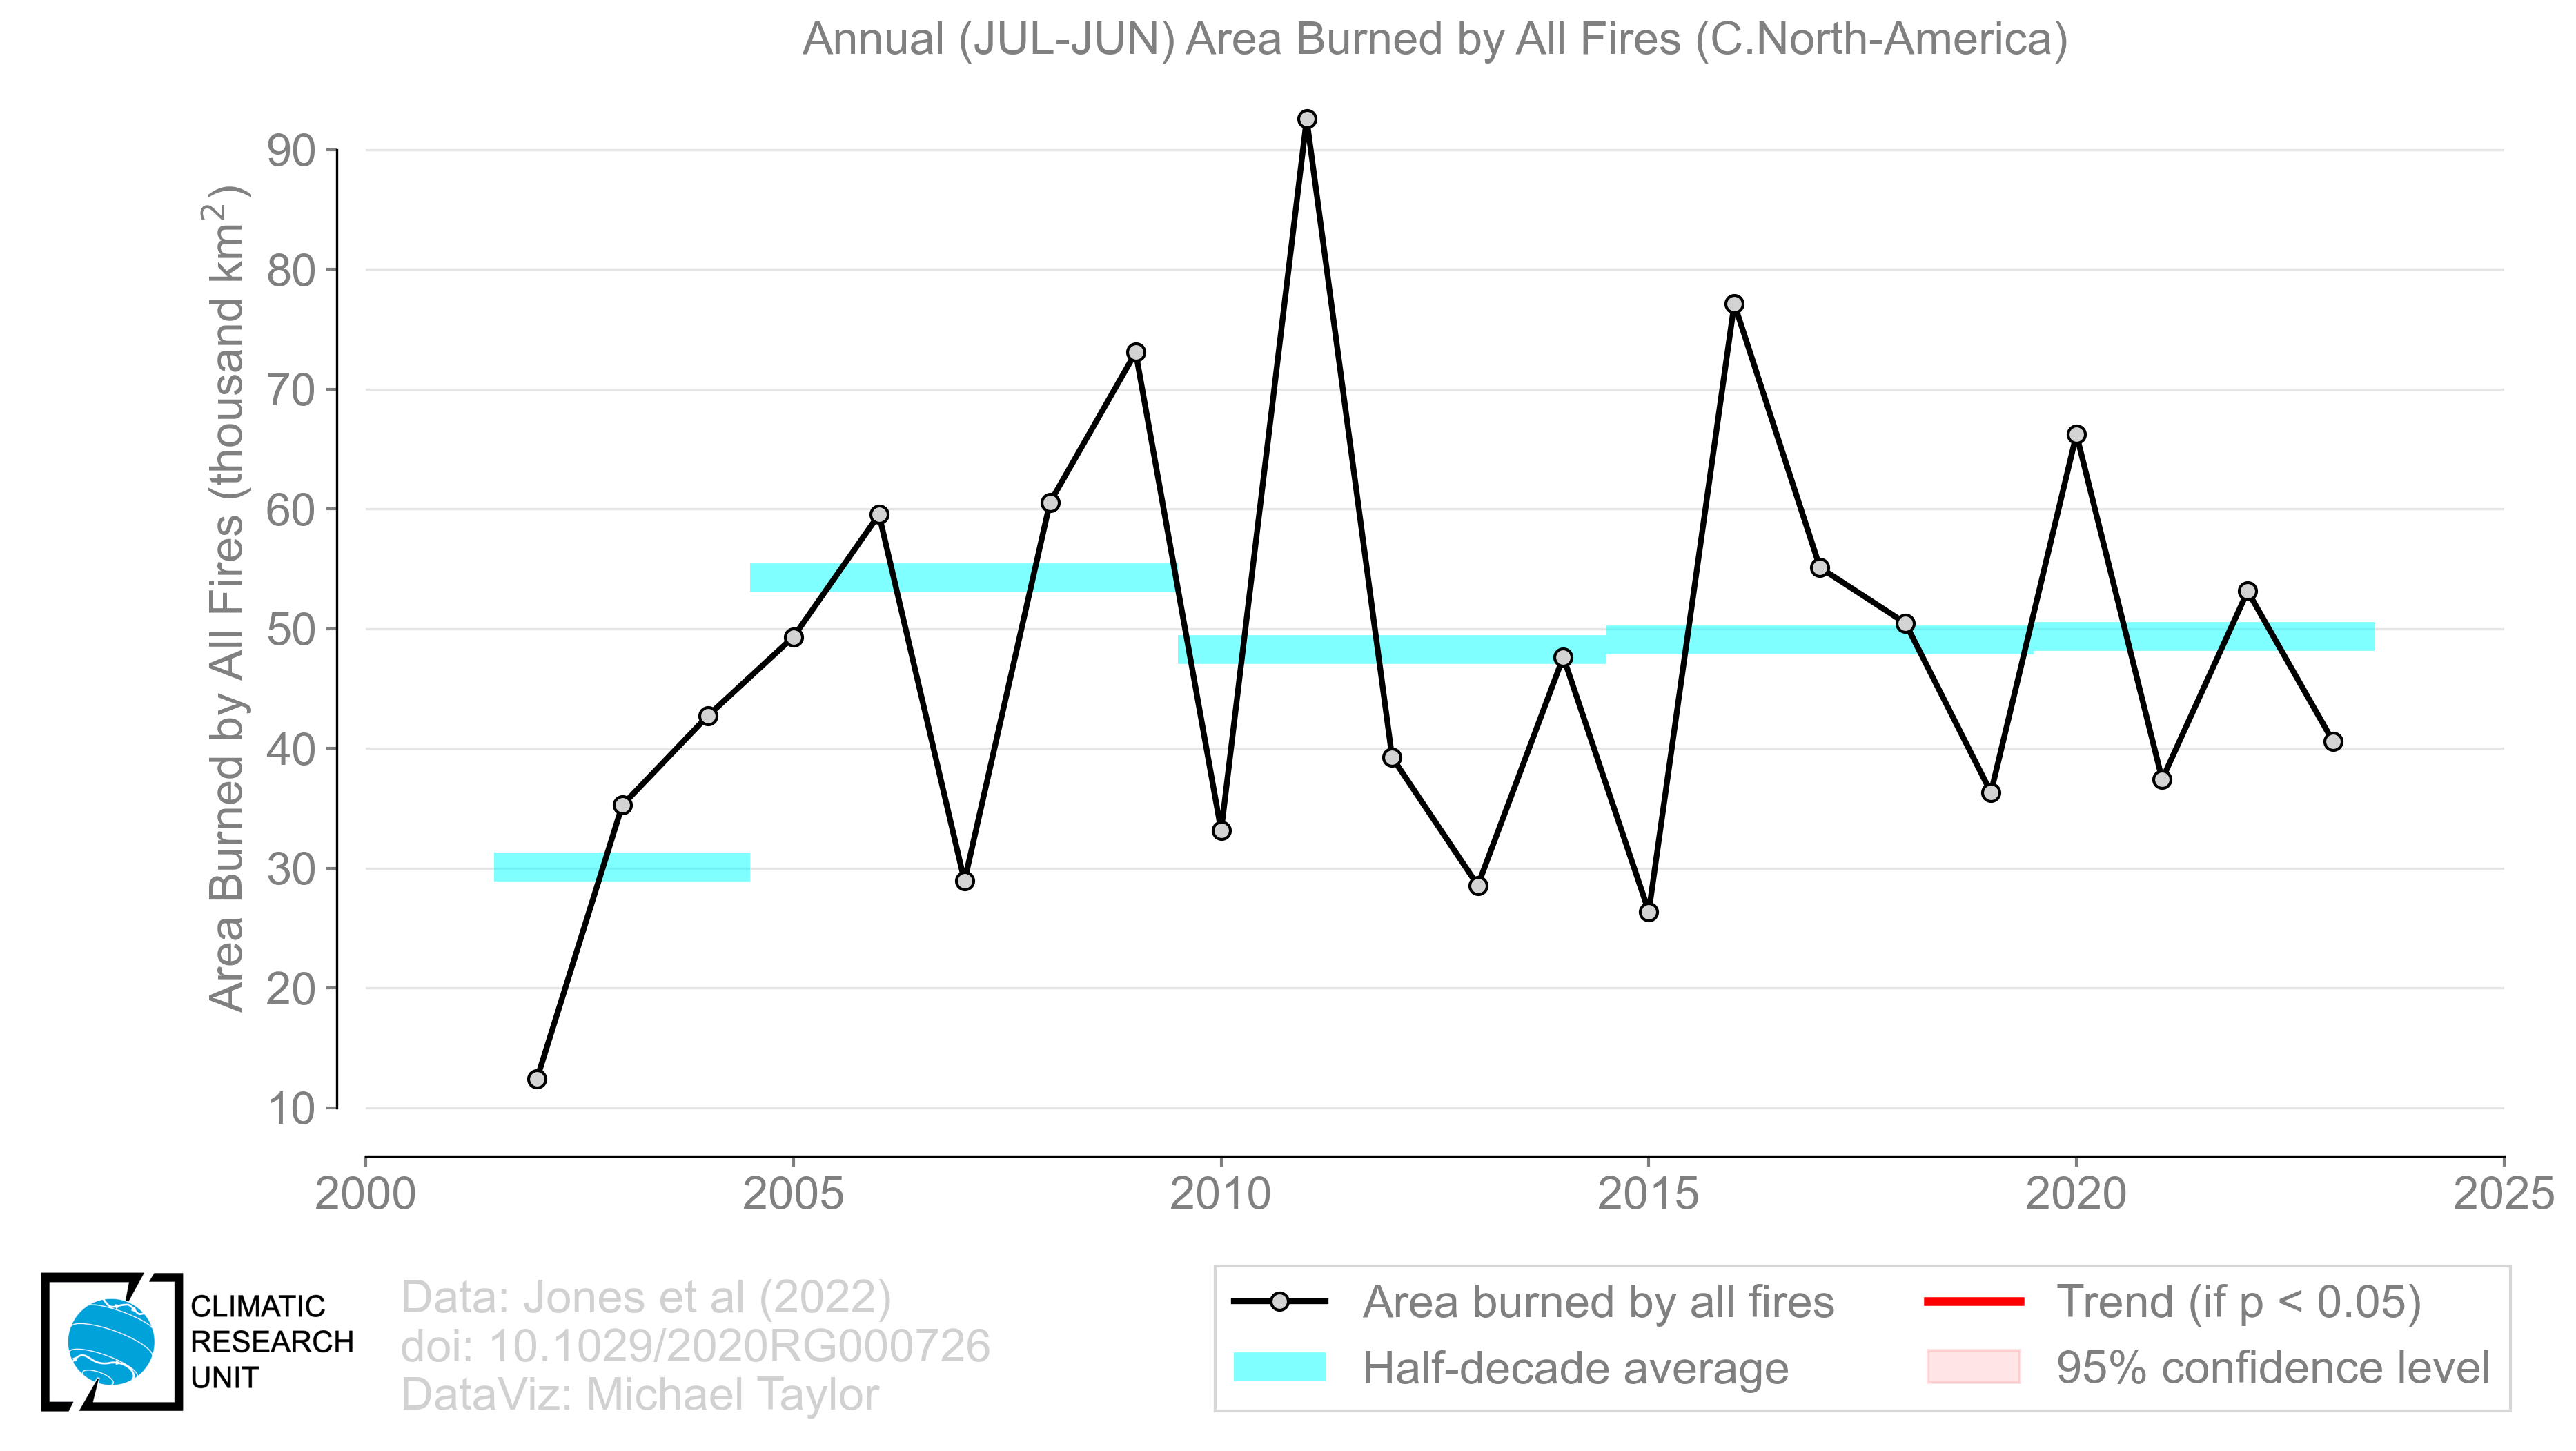 Annual (JUL-JUN) Area Burned by All Fires (C.North-America)
Area Burned by All Fires (thousand km²)
90
80
70
60
50
40
30
20
10
2000
2005
2010
2015
2020
2025
CLIMATIC
RESEARCH
UNIT
Data: Jones et al (2022)
doi: 10.1029/2020RG000726
DataViz: Michael Taylor
Area burned by all fires
Half-decade average
Trend (if p < 0.05)
95% confidence level